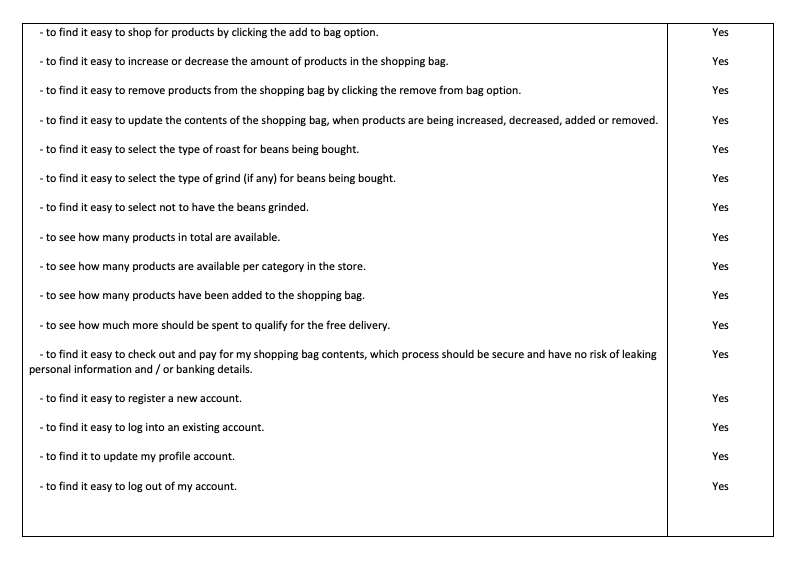 - to find it easy to shop for products by clicking the add to bag option. Yes
- to find it easy to increase or decrease the amount of products in the shopping bag. Yes
- to find it easy to remove products from the shopping bag by clicking the remove from bag option. Yes
- to find it easy to update the contents of the shopping bag, when products are being increased, decreased, added or removed. Yes
- to find it easy to select the type of roast for beans being bought. Yes
- to find it easy to select the type of grind (if any) for beans being bought. Yes
- to find it easy to select not to have the beans grinded. Yes
- to see how many products in total are available. Yes
- to see how many products are available per category in the store. Yes
- to see how many products have been added to the shopping bag. Yes
- to see how much more should be spent to qualify for the free delivery. Yes
- to find it easy to check out and pay for my shopping bag contents, which process should be secure and have no risk of leaking Yes
personal information and / or banking details.
- to find it easy to register a new account. Yes
- to find it easy to log into an existing account. Yes
- to find it to update my profile account. Yes
- to find it easy to log out of my account. Yes